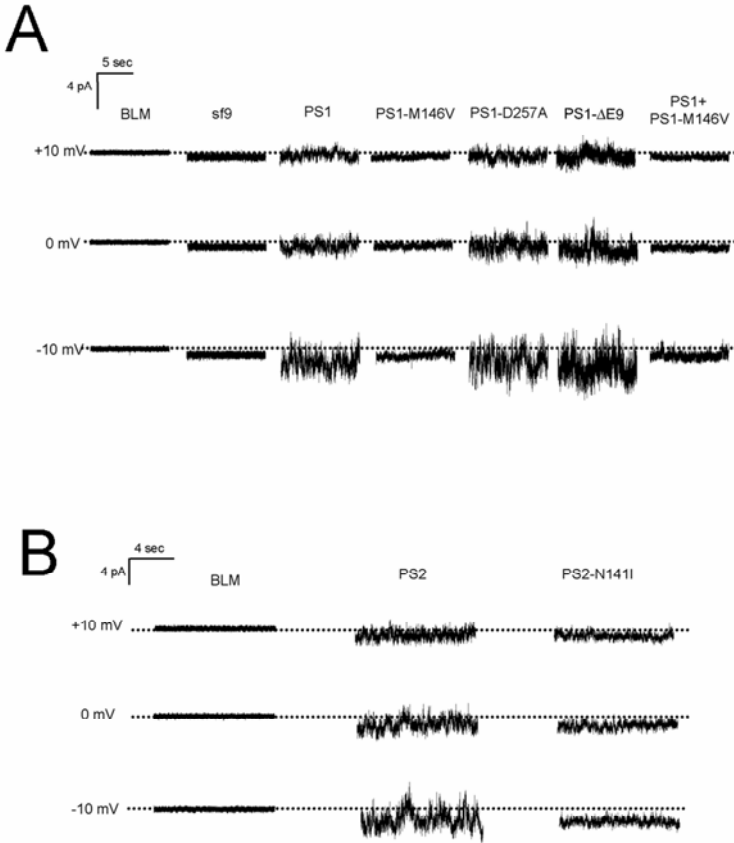 A
5 sec
4 pA
BLM sf9 PS1 PS1-M146V PS1-D257A PS1-ΔE9 PS1+
PS1-M146V
+10 mV
0 mV
-10 mV
B
4 sec
4 pA
BLM PS2 PS2-N141I
+10 mV
0 mV
-10 mV